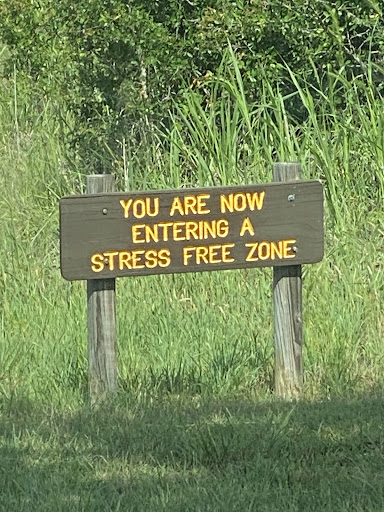 YOU ARE NOW
ENTERING A
STRESS FREE ZONE